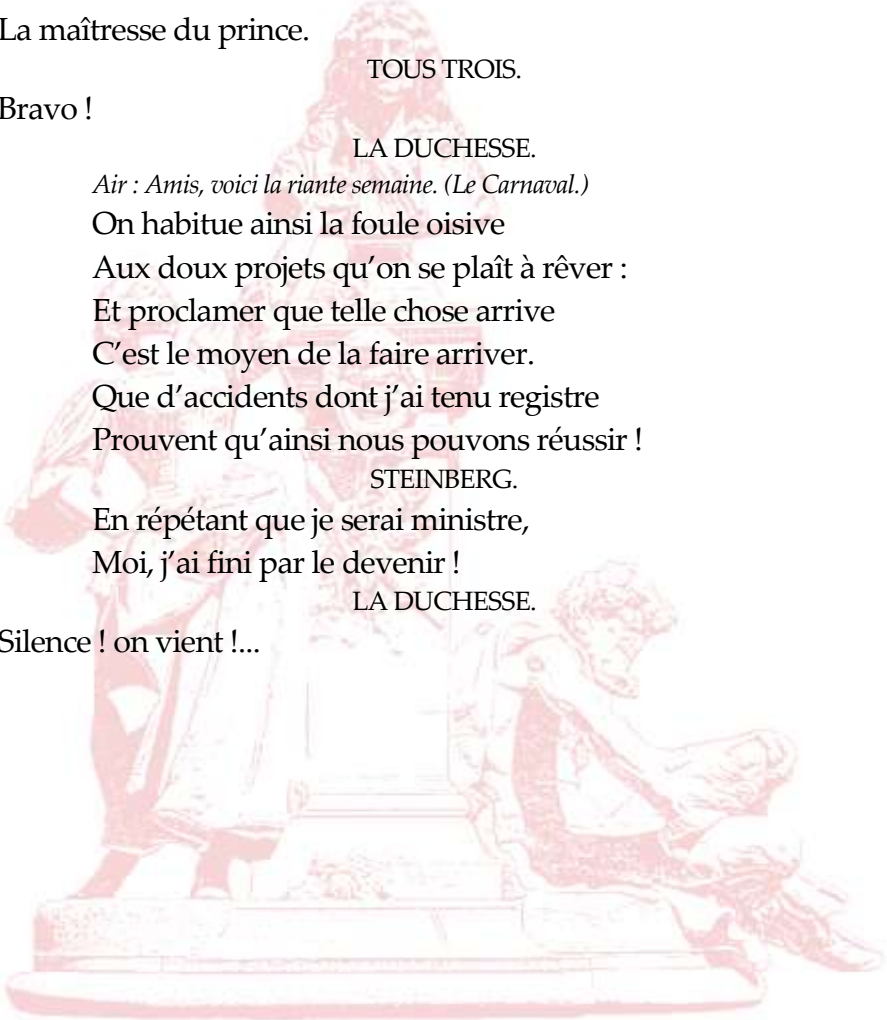 La maîtresse du prince.
TOUS TROIS.
Bravo !
LA DUCHESSE.
Air : Amis, voici la riante semaine. (Le Carnaval.)
On habitue ainsi la foule oisive
Aux doux projets qu’on se plaît à rêver :
Et proclamer que telle chose arrive
C’est le moyen de la faire arriver.
Que d’accidents dont j’ai tenu registre
Prouvent qu’ainsi nous pouvons réussir !
STEINBERG.
En répétant que je serai ministre,
Moi, j’ai fini par le devenir !
LA DUCHESSE.
Silence ! on vient !...